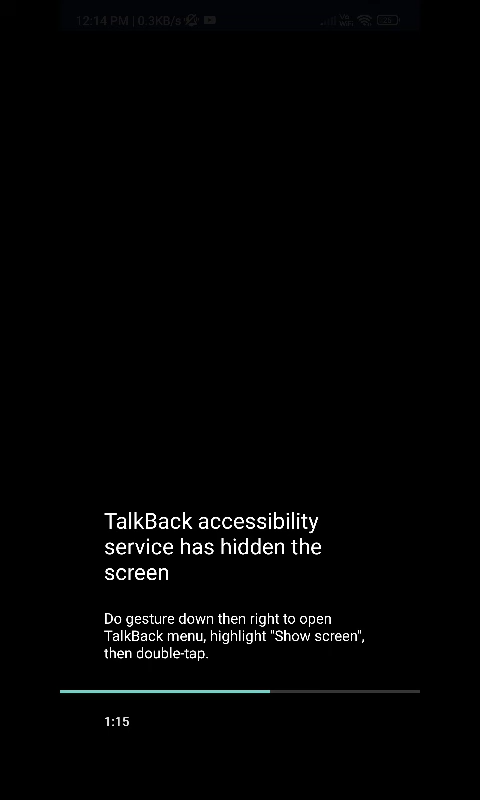 12:14 PM | 0.3KB/s
TalkBack accessibility
service has hidden the
screen
Do gesture down then right to open
TalkBack menu, highlight "Show screen",
then double-tap.
1:15